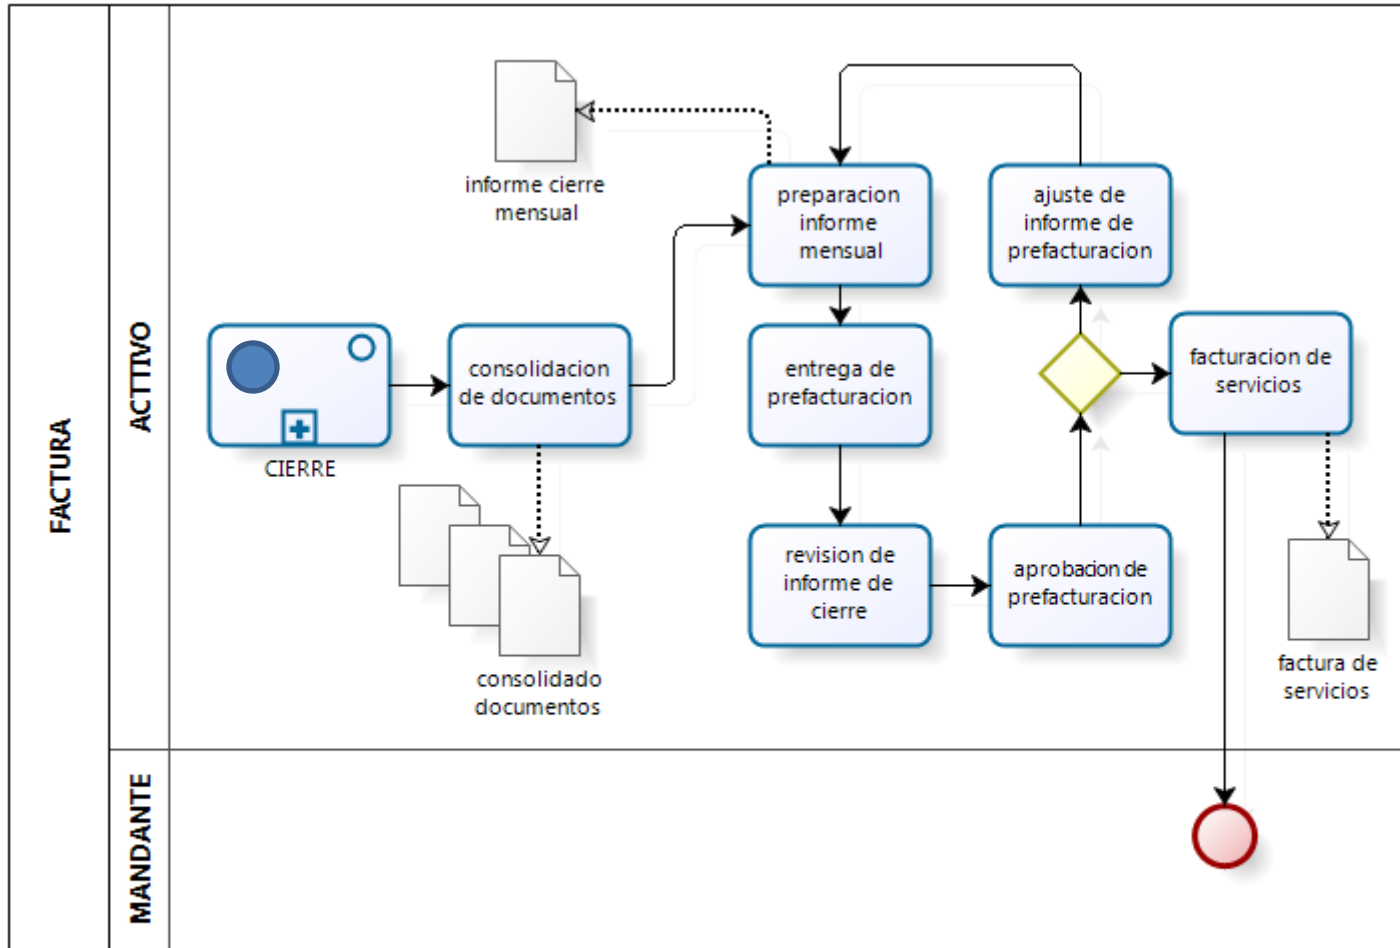 FACTURA
ACTTIVO
MANDANTE
informe cierre
mensual
preparacion
informe
mensual
ajuste de
informe de
prefacturacion
CIERRE
consolidacion
de documentos
entrega de
prefacturacion
facturacion de
servicios
consolidado
documentos
revision de
informe de
cierre
aprobacion de
prefacturacion
factura de
servicios